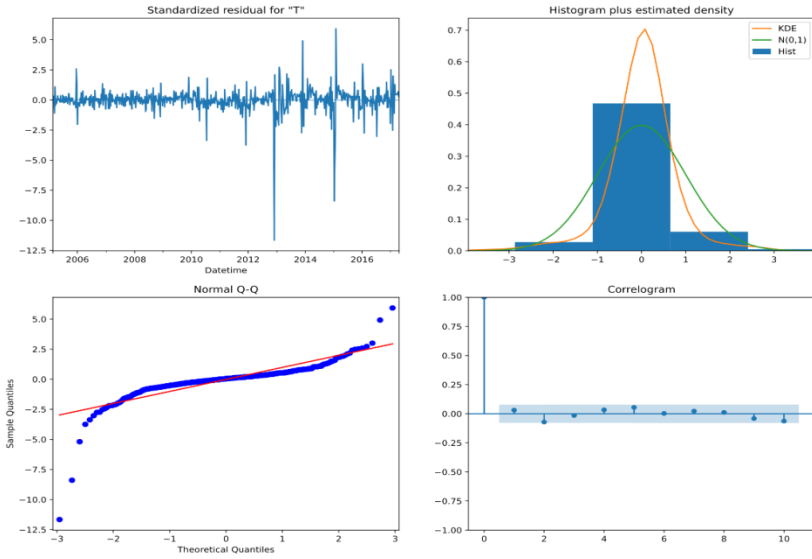 Standardized residual for "T"
5.0
2.5
0.0
−2.5
−5.0
−7.5
−10.0
−12.5
2006 2008 2010 2012 2014 2016
Datetime
Histogram plus estimated density
KDE
N(0,1)
Hist
0.7
0.6
0.5
0.4
0.3
0.2
0.1
0.0
−3 −2 −1 0 1 2 3
Normal Q-Q
Sample Quantiles
5.0
2.5
0.0
−2.5
−5.0
−7.5
−10.0
−12.5
−3 −2 −1 0 1 2 3
Theoretical Quantiles
Correlogram
1.00
0.75
0.50
0.25
0.00
−0.25
−0.50
−0.75
−1.00
0 2 4 6 8 10